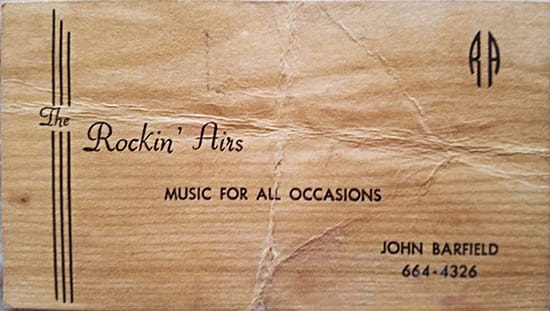 RA
The
Rockin' Airs
MUSIC FOR ALL OCCASIONS
JOHN BARFIELD
664-4326